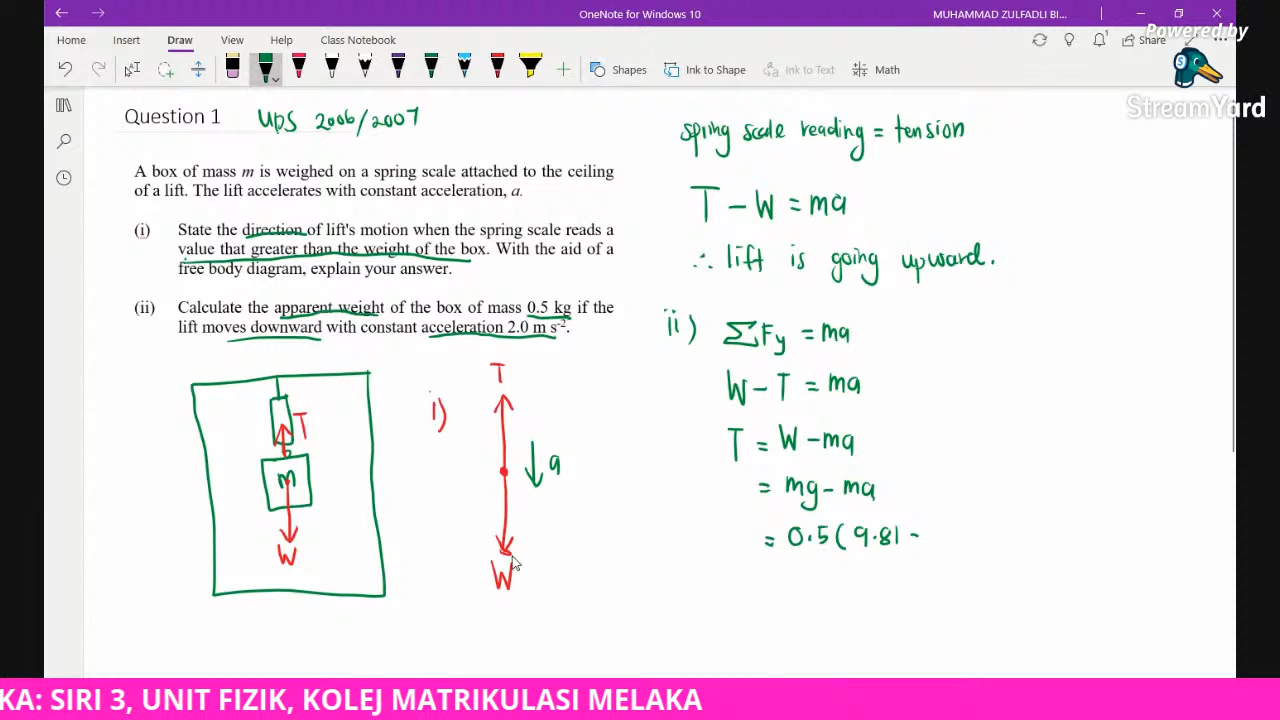 OneNote for Windows 10
MUHAMMAD ZULFADLI BI...
Powered by
StreamYard
Home Insert Draw View Help Class Notebook
Share
Shapes Ink to Shape Ink to Text Math
Question 1
UPS 2006/2007
A box of mass m is weighed on a spring scale attached to the ceiling
of a lift. The lift accelerates with constant acceleration, a.
(i) State the direction of lift's motion when the spring scale reads a
value that greater than the weight of the box. With the aid of a
free body diagram, explain your answer.
(ii) Calculate the apparent weight of the box of mass 0.5 kg if the
lift moves downward with constant acceleration 2.0 m s⁻².
T
m
W
i)
T
a
W
spring scale reading = tension
T - W = ma
∴ lift is going upward.
ii) ΣFy = ma
W - T = ma
T = W - ma
= mg - ma
= 0.5(9.81 -
KA: SIRI 3, UNIT FIZIK, KOLEJ MATRIKULASI MELAKA